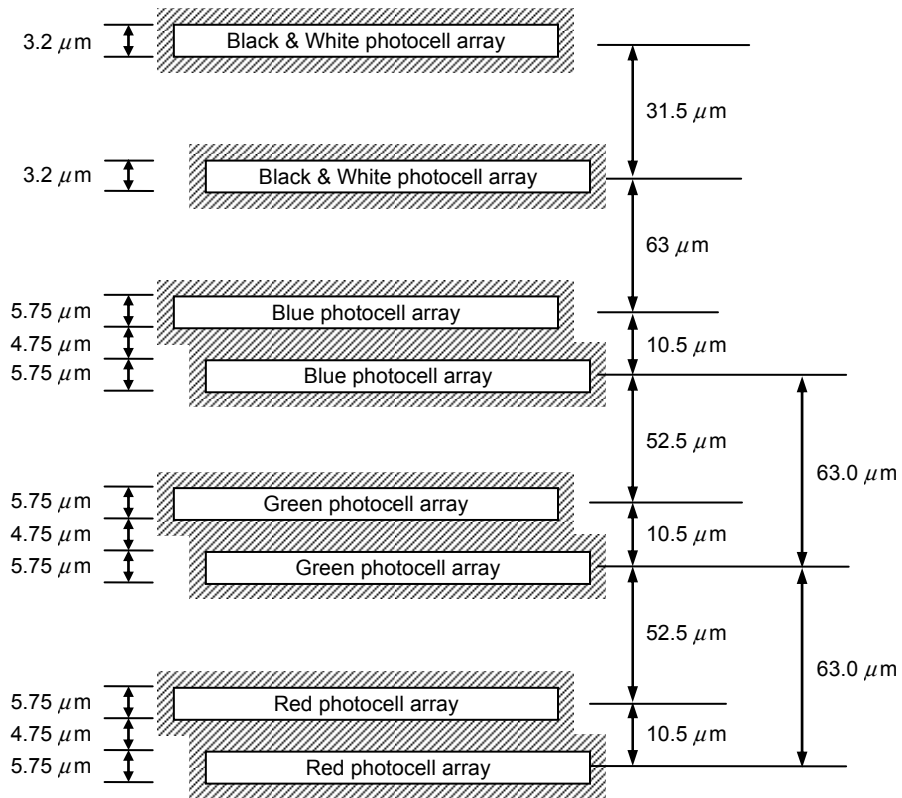 3.2 μm
Black & White photocell array
31.5 μm
3.2 μm
Black & White photocell array
63 μm
5.75 μm
Blue photocell array
4.75 μm
10.5 μm
5.75 μm
Blue photocell array
52.5 μm
63.0 μm
5.75 μm
Green photocell array
4.75 μm
10.5 μm
5.75 μm
Green photocell array
52.5 μm
63.0 μm
5.75 μm
Red photocell array
4.75 μm
10.5 μm
5.75 μm
Red photocell array